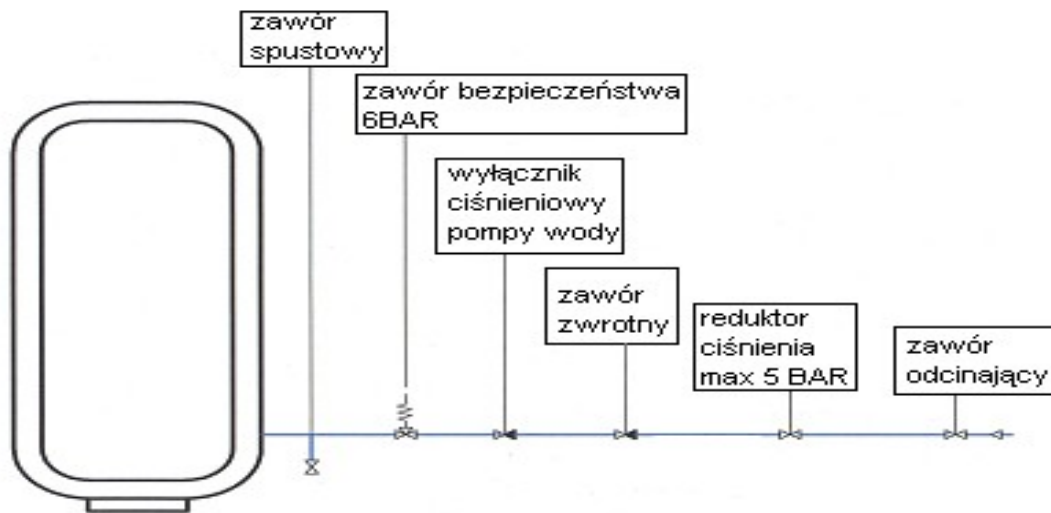 zawór
spustowy
zawór bezpieczeństwa
6BAR
wyłącznik
ciśnieniowy
pompy wody
zawór
zwrotny
reduktor
ciśnienia
max 5 BAR
zawór
odcinający